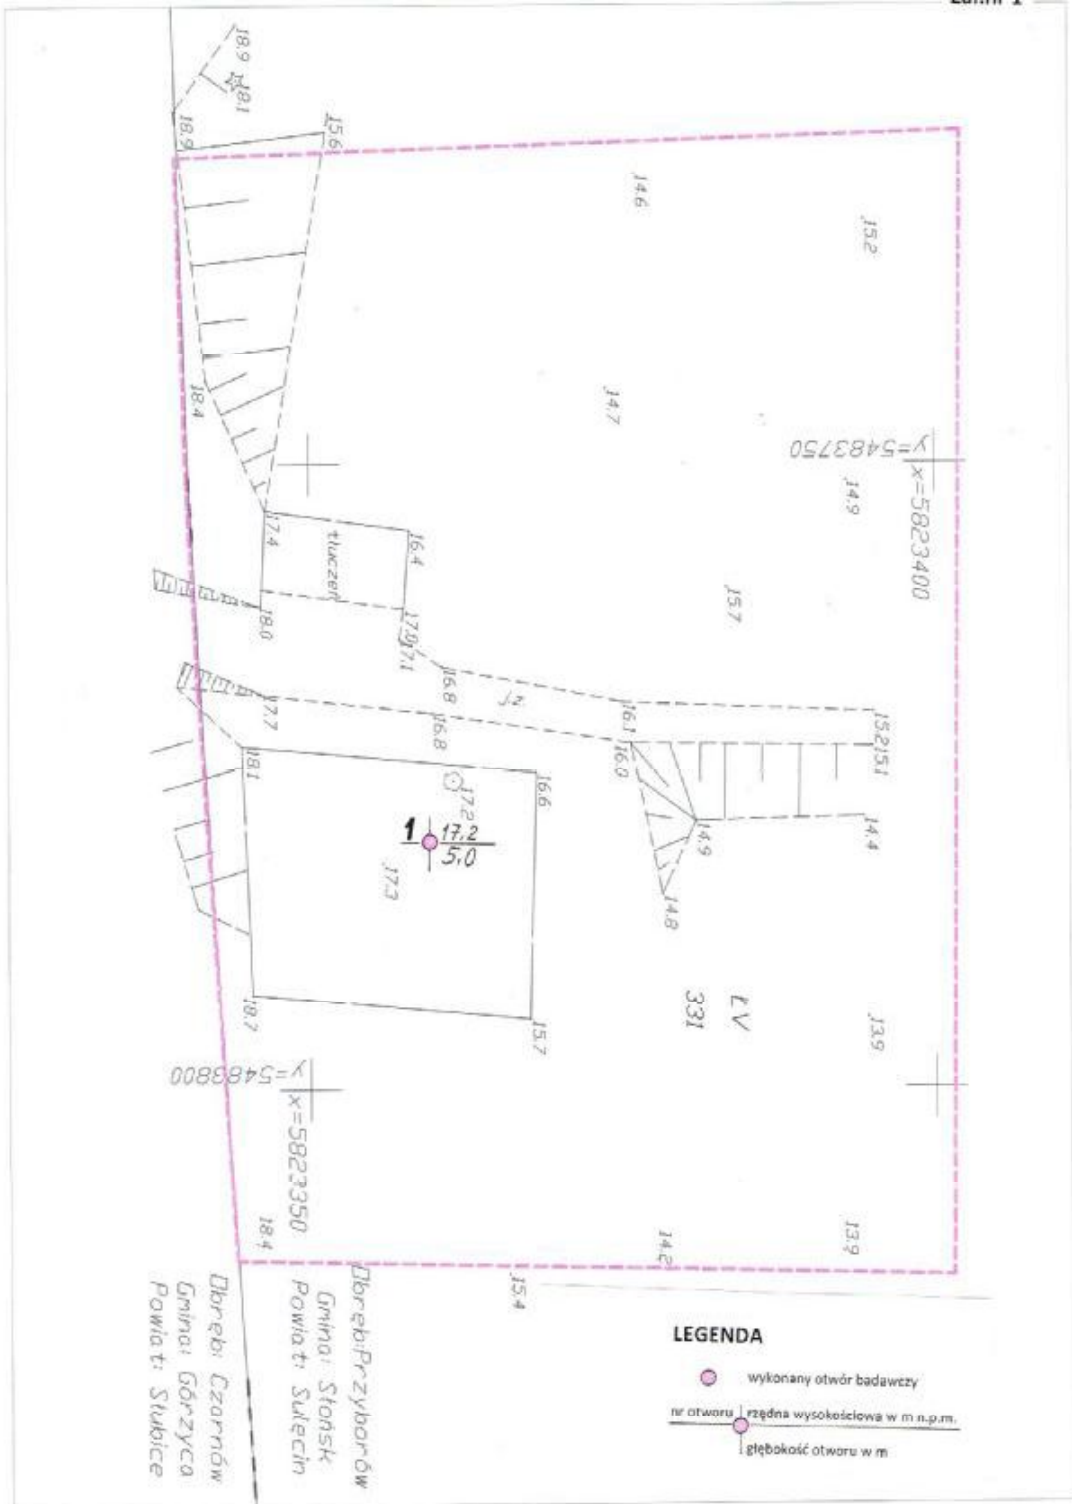 Zał.nr 1
18.9
18.1
18.9
15.6
14.6
15.2
18.4
14.7
y=5483750
x=5823400
14.9
17.4
16.4
tłuczeń
15.7
18.0
17.0
17.1
16.8
16.1
15.2
15.1
17.7
16.8
16.0
18.1
16.6
17.2
14.9
14.4
1 17,2
5,0
17.3
14.8
18.7
15.7
ŁV
331
13.9
y=5483800
x=5823350
18.4
14.2
13.9
15.4
Obręb:Przyborów
Gmina: Słońsk
Powiat: Sulęcin
Obręb: Czarnów
Gmina: Górzyca
Powiat: Słubice
LEGENDA
wykonany otwór badawczy
nr otworu rzędna wysokościowa w m n.p.m.
głębokość otworu w m